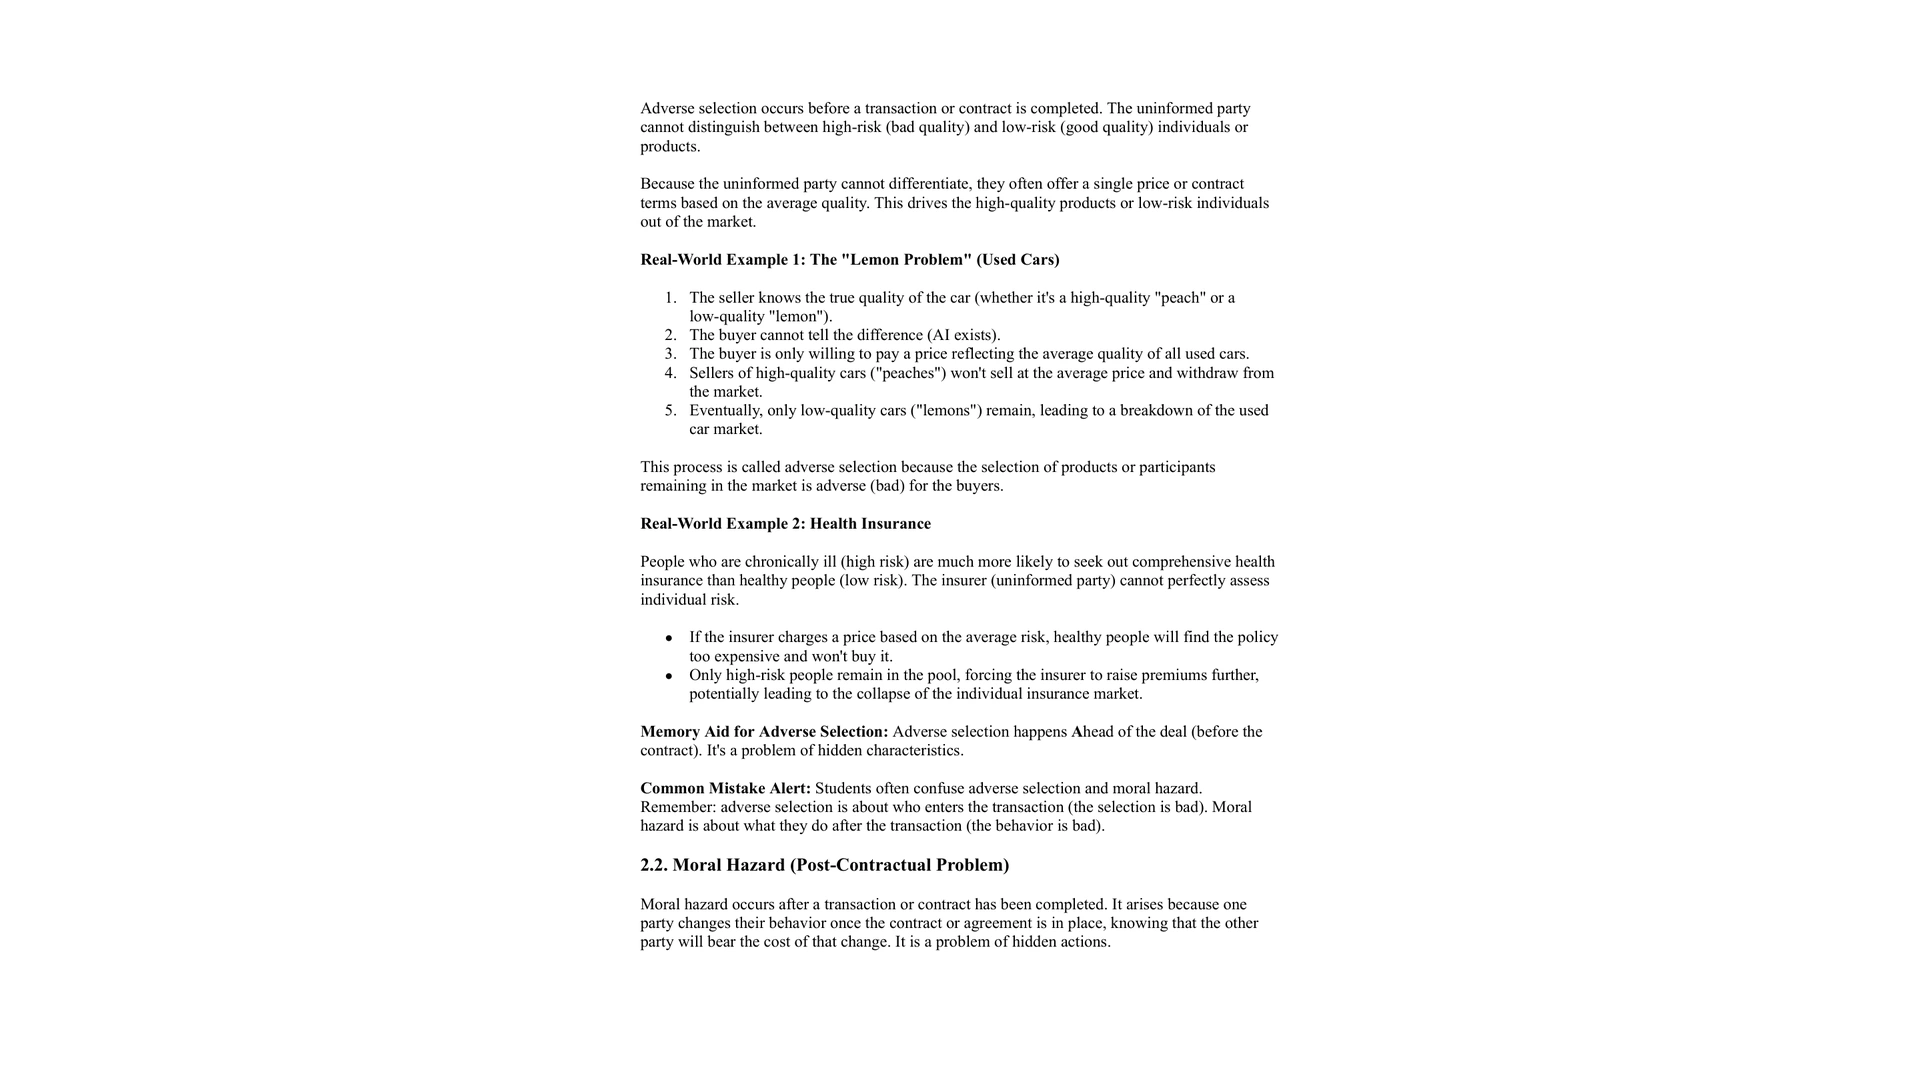 Adverse selection occurs before a transaction or contract is completed. The uninformed party
cannot distinguish between high-risk (bad quality) and low-risk (good quality) individuals or
products.
Because the uninformed party cannot differentiate, they often offer a single price or contract
terms based on the average quality. This drives the high-quality products or low-risk individuals
out of the market.
Real-World Example 1: The "Lemon Problem" (Used Cars)
1. The seller knows the true quality of the car (whether it's a high-quality "peach" or a
low-quality "lemon").
2. The buyer cannot tell the difference (AI exists).
3. The buyer is only willing to pay a price reflecting the average quality of all used cars.
4. Sellers of high-quality cars ("peaches") won't sell at the average price and withdraw from
the market.
5. Eventually, only low-quality cars ("lemons") remain, leading to a breakdown of the used
car market.
This process is called adverse selection because the selection of products or participants
remaining in the market is adverse (bad) for the buyers.
Real-World Example 2: Health Insurance
People who are chronically ill (high risk) are much more likely to seek out comprehensive health
insurance than healthy people (low risk). The insurer (uninformed party) cannot perfectly assess
individual risk.
● If the insurer charges a price based on the average risk, healthy people will find the policy
too expensive and won't buy it.
● Only high-risk people remain in the pool, forcing the insurer to raise premiums further,
potentially leading to the collapse of the individual insurance market.
Memory Aid for Adverse Selection: Adverse selection happens Ahead of the deal (before the
contract). It's a problem of hidden characteristics.
Common Mistake Alert: Students often confuse adverse selection and moral hazard.
Remember: adverse selection is about who enters the transaction (the selection is bad). Moral
hazard is about what they do after the transaction (the behavior is bad).
2.2. Moral Hazard (Post-Contractual Problem)
Moral hazard occurs after a transaction or contract has been completed. It arises because one
party changes their behavior once the contract or agreement is in place, knowing that the other
party will bear the cost of that change. It is a problem of hidden actions.